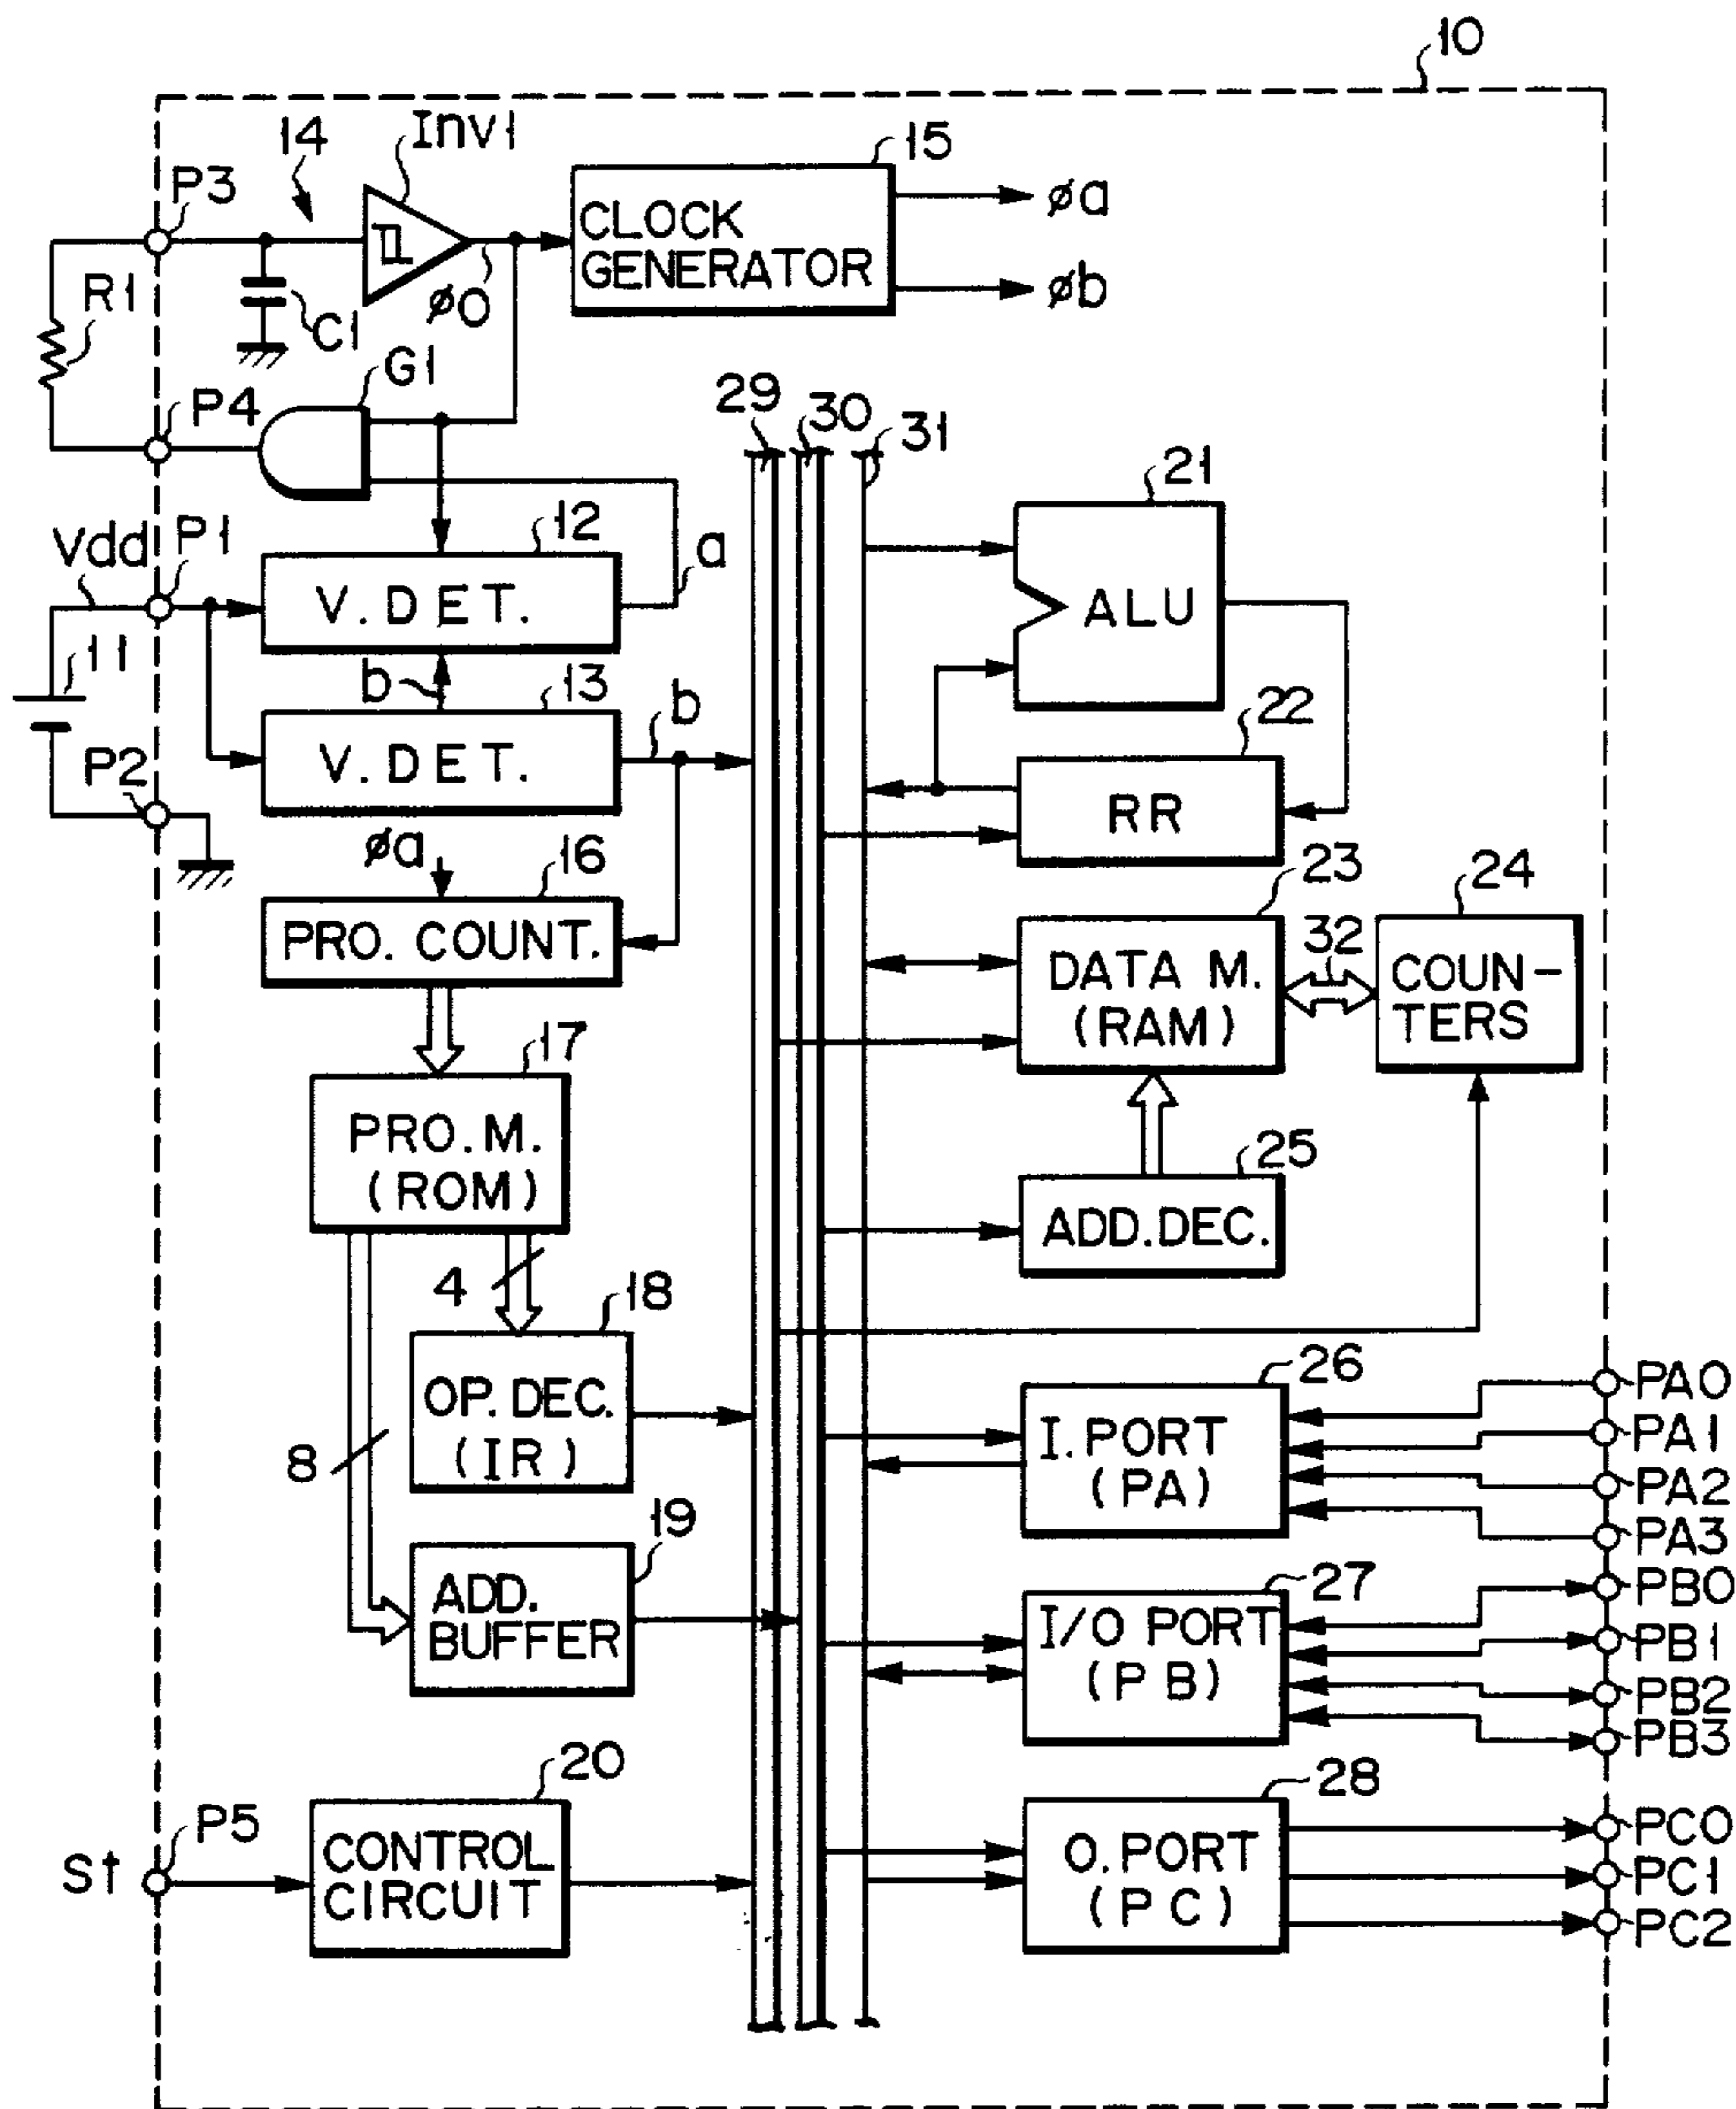 10
14
Inv1
15
P3
CLOCK
GENERATOR
øa
øb
R1
C1
øO
G1
P4
29
30
31
21
Vdd
P1
12
a
V. DET.
ALU
11
b
13
b
22
P2
V. DET.
RR
øa
16
23
24
PRO. COUNT.
DATA M.
(RAM)
32
COUN-
TERS
17
PRO. M.
(ROM)
25
ADD. DEC.
4
18
8
OP. DEC.
(IR)
26
I. PORT
(PA)
PA0
PA1
PA2
PA3
19
ADD.
BUFFER
27
I/O PORT
(PB)
PB0
PB1
PB2
PB3
20
28
St
P5
CONTROL
CIRCUIT
O. PORT
(PC)
PC0
PC1
PC2